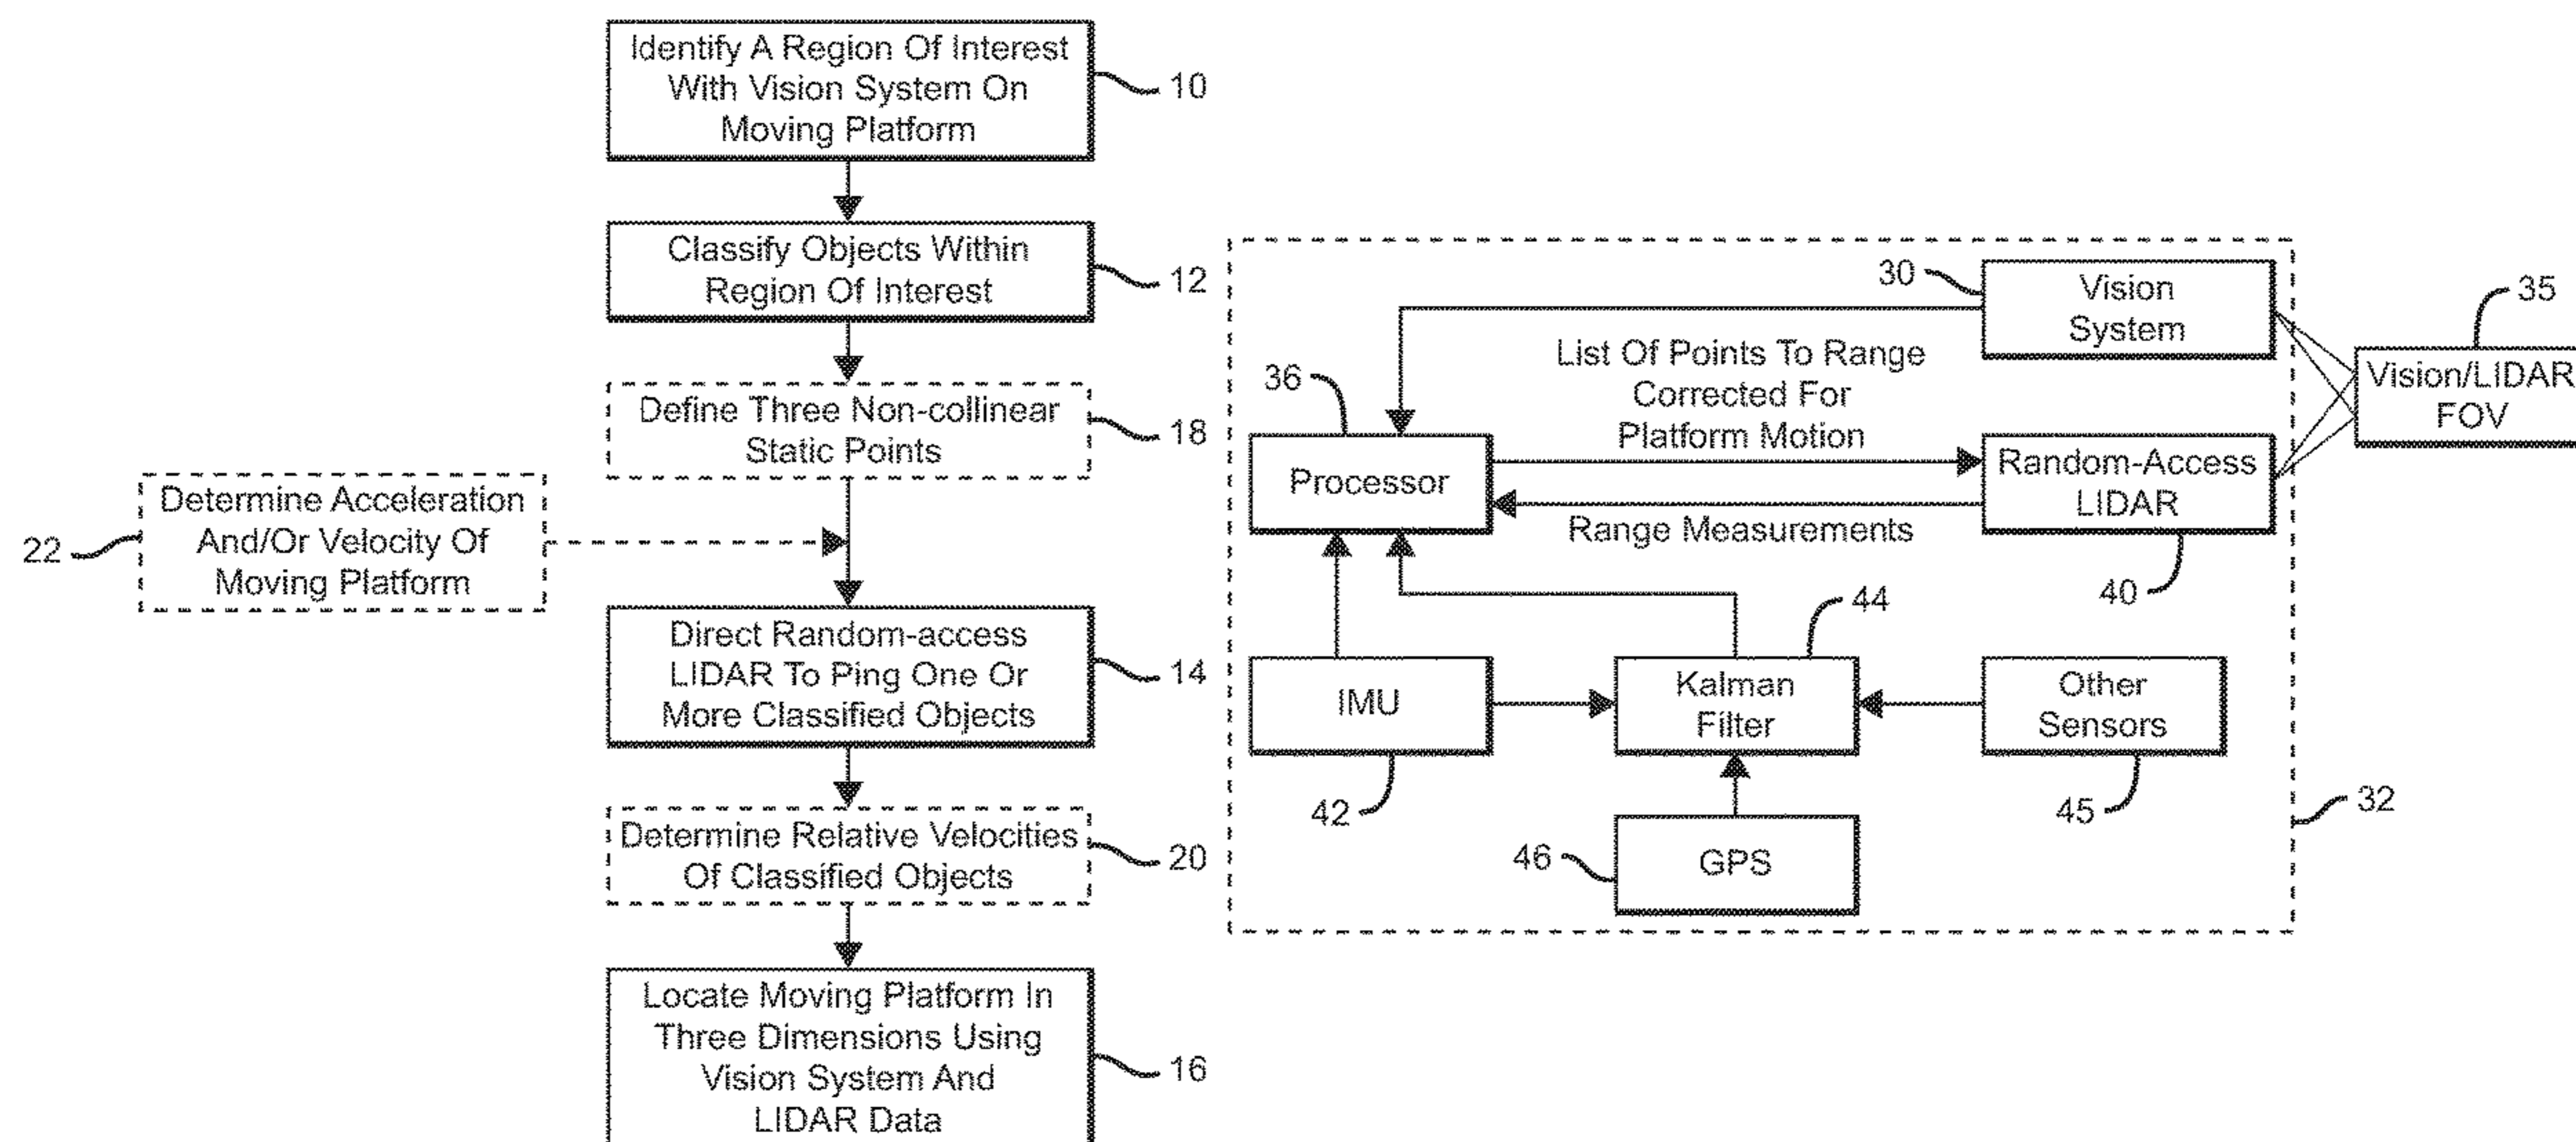 Identify A Region Of Interest
With Vision System On
Moving Platform
10
Classify Objects Within
Region Of Interest
12
Define Three Non-collinear
Static Points
18
Determine Acceleration
And/Or Velocity Of
Moving Platform
22
Direct Random-access
LIDAR To Ping One Or
More Classified Objects
14
Determine Relative Velocities
Of Classified Objects
20
Locate Moving Platform In
Three Dimensions Using
Vision System And
LIDAR Data
16
30
Vision
System
35
Vision/LIDAR
FOV
List Of Points To Range
Corrected For
Platform Motion
36
Processor
Random-Access
LIDAR
Range Measurements
40
44
IMU
Kalman
Filter
Other
Sensors
42
45
32
46
GPS